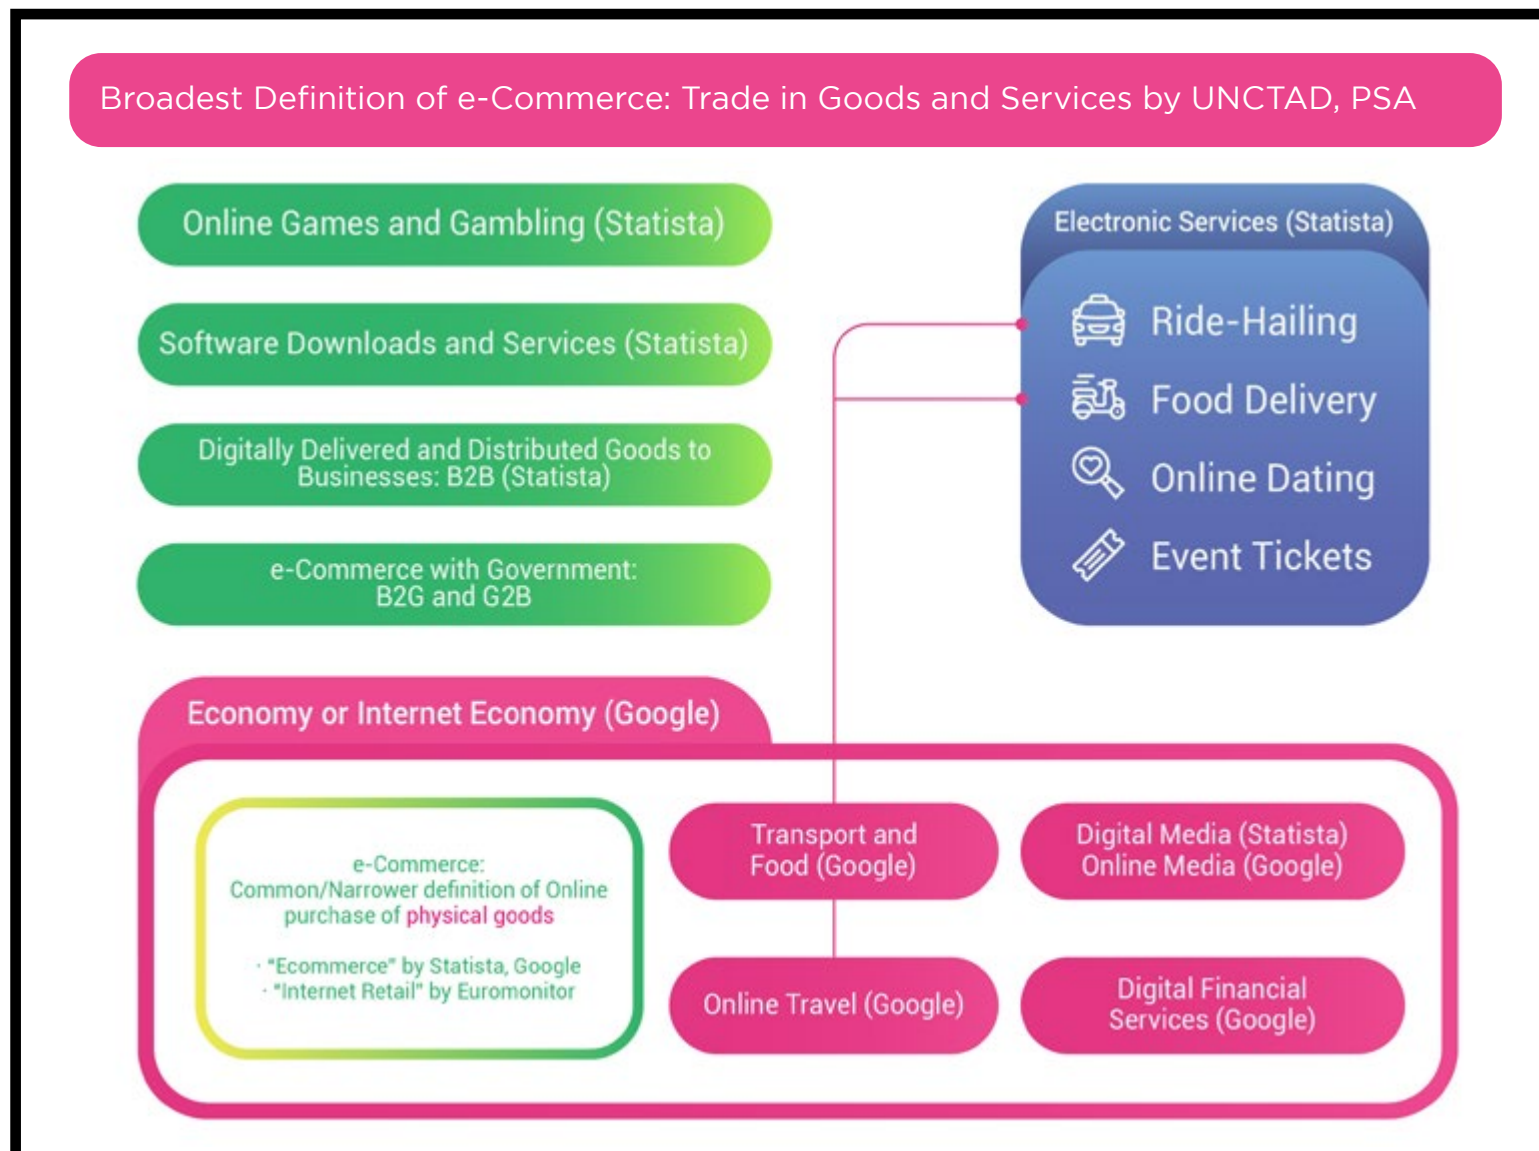 Broadest Definition of e-Commerce: Trade in Goods and Services by UNCTAD, PSA
Online Games and Gambling (Statista)
Software Downloads and Services (Statista)
Digitally Delivered and Distributed Goods to
Businesses: B2B (Statista)
e-Commerce with Government:
B2G and G2B
Electronic Services (Statista)
Ride-Hailing
Food Delivery
Online Dating
Event Tickets
Economy or Internet Economy (Google)
e-Commerce:
Common/Narrower definition of Online
purchase of physical goods
· “Ecommerce” by Statista, Google
· “Internet Retail” by Euromonitor
Transport and
Food (Google)
Digital Media (Statista)
Online Media (Google)
Online Travel (Google)
Digital Financial
Services (Google)